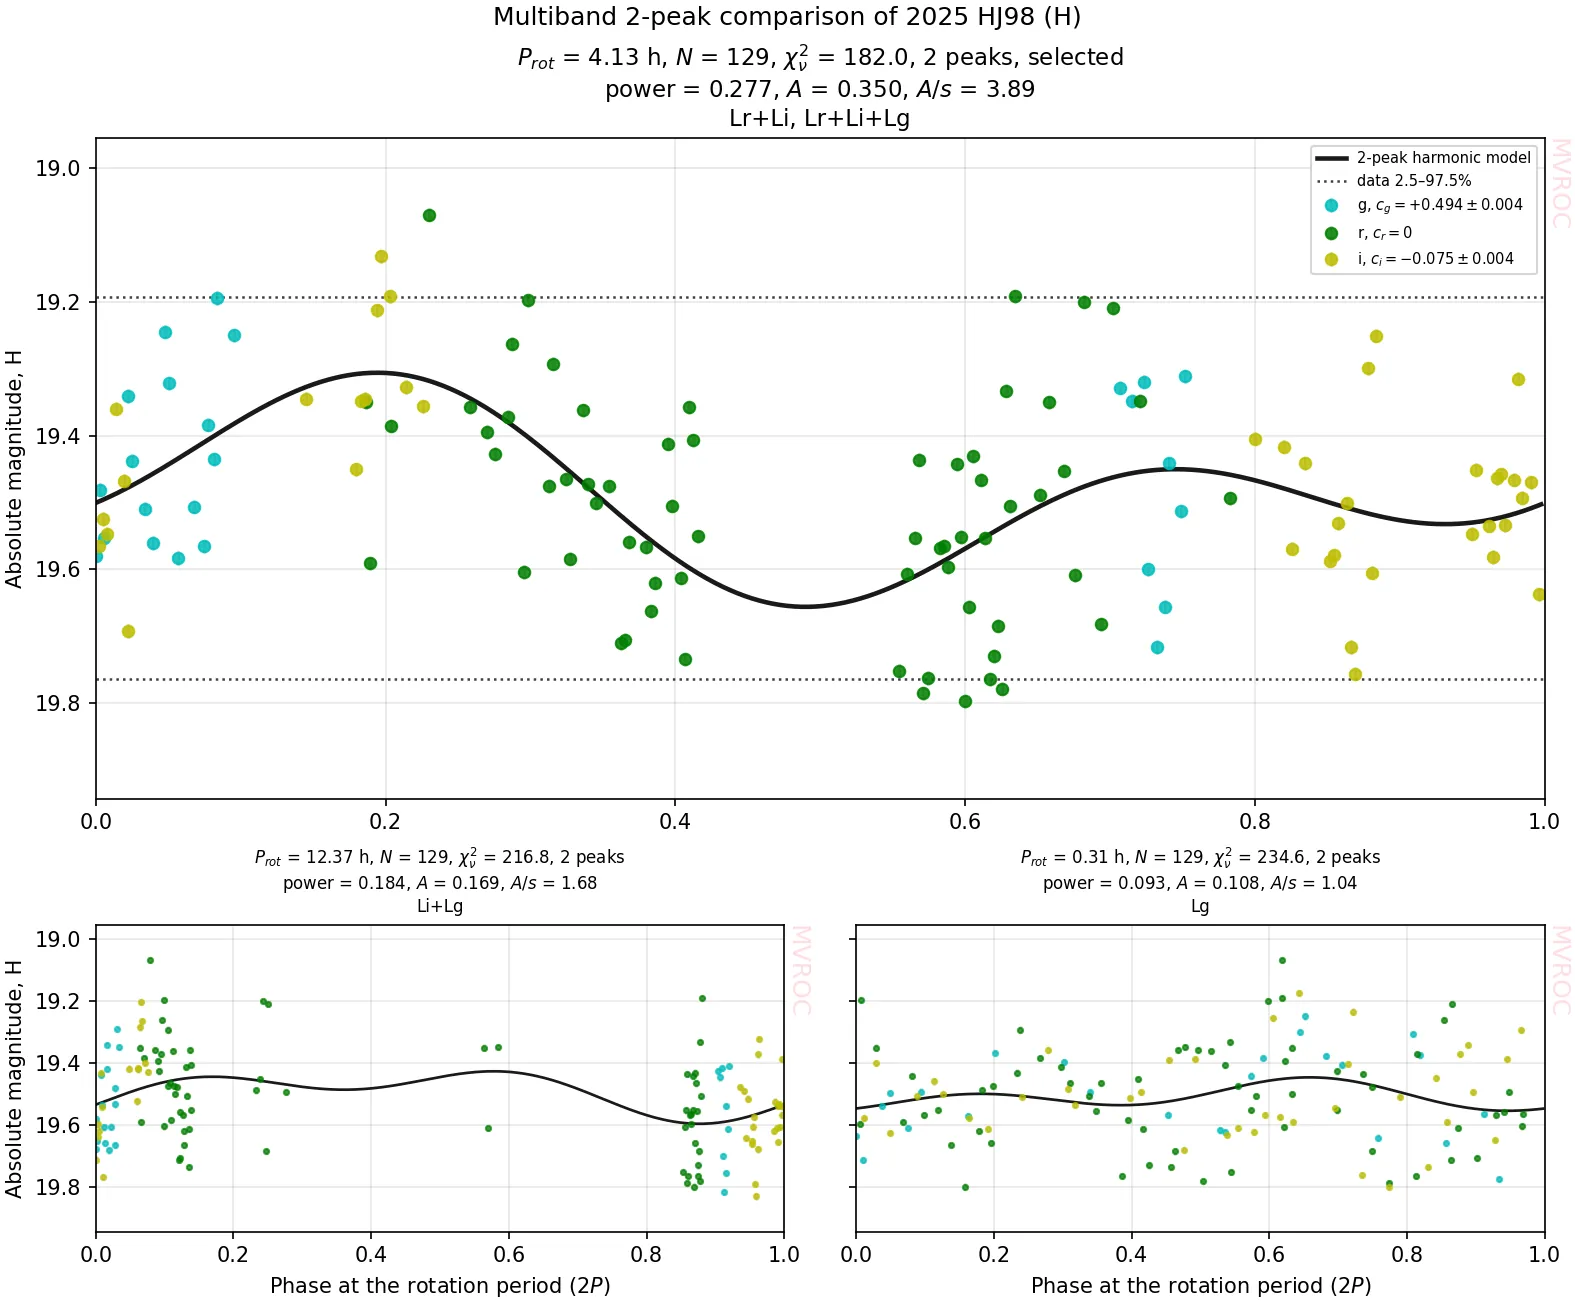 Multiband 2-peak comparison of 2025 HJ98 (H)
P_rot = 4.13 h, N = 129, χ²_ν = 182.0, 2 peaks, selected
power = 0.277, A = 0.350, A/s = 3.89
Lr+Li, Lr+Li+Lg
2-peak harmonic model
data 2.5–97.5%
g, c_g = +0.494 ± 0.004
r, c_r = 0
i, c_i = −0.075 ± 0.004
MVROC
Absolute magnitude, H
19.0
19.2
19.4
19.6
19.8
0.0 0.2 0.4 0.6 0.8 1.0
P_rot = 12.37 h, N = 129, χ²_ν = 216.8, 2 peaks
power = 0.184, A = 0.169, A/s = 1.68
Li+Lg
MVROC
Absolute magnitude, H
19.0
19.2
19.4
19.6
19.8
0.0 0.2 0.4 0.6 0.8 1.0
Phase at the rotation period (2P)
P_rot = 0.31 h, N = 129, χ²_ν = 234.6, 2 peaks
power = 0.093, A = 0.108, A/s = 1.04
Lg
MVROC
0.0 0.2 0.4 0.6 0.8 1.0
Phase at the rotation period (2P)